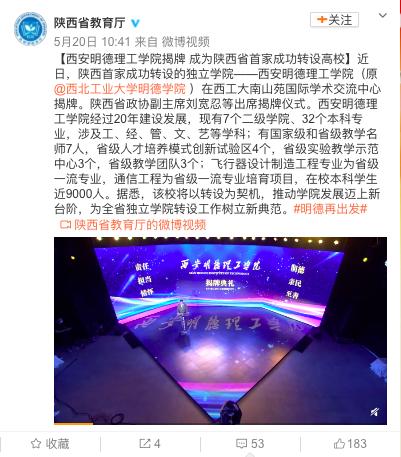 陕西省教育厅
+关注
5月20日 10:41 来自 微博视频
【西安明德理工学院揭牌 成为陕西省首家成功转设高校】近
日，陕西首家成功转设的独立学院——西安明德理工学院（原
@西北工业大学明德学院 ）在西工大南山苑国际学术交流中心
揭牌。陕西省政协副主席刘宽忍等出席揭牌仪式。西安明德理
工学院经过20年建设发展，现有7个二级学院、32个本科专
业，涉及工、经、管、文、艺等学科；有国家级和省级教学名
师7人，省级人才培养模式创新试验区4个，省级实验教学示范
中心3个，省级教学团队3个；飞行器设计制造工程专业为省级
一流专业，通信工程为省级一流专业培育项目，在校本科学生
近9000人。据悉，该校将以转设为契机，推动学院发展迈上新
台阶，为全省独立学院转设工作树立新典范。#明德再出发#
陕西省教育厅的微博视频
责任
担当
情怀
西安明德理工学院
揭牌典礼
明德
亲民
至善
西安明德理工学院
收藏
4
53
183